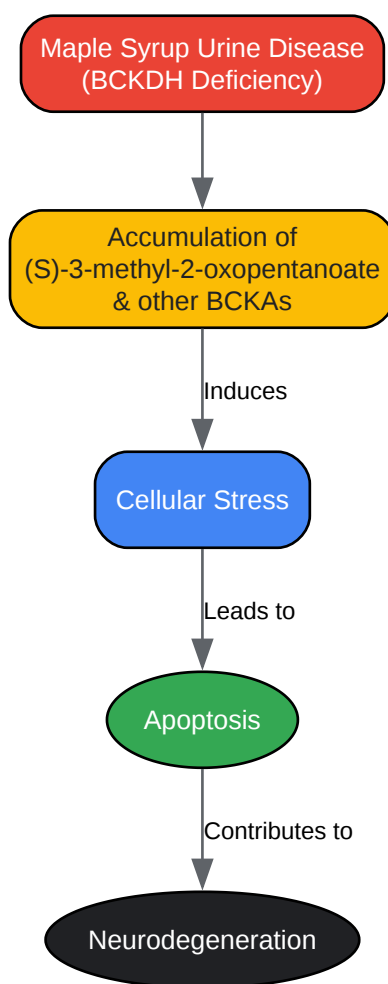 Maple Syrup Urine Disease
(BCKDH Deficiency)
Accumulation of
(S)-3-methyl-2-oxopentanoate
& other BCKAs
Induces
Cellular Stress
Leads to
Apoptosis
Contributes to
Neurodegeneration